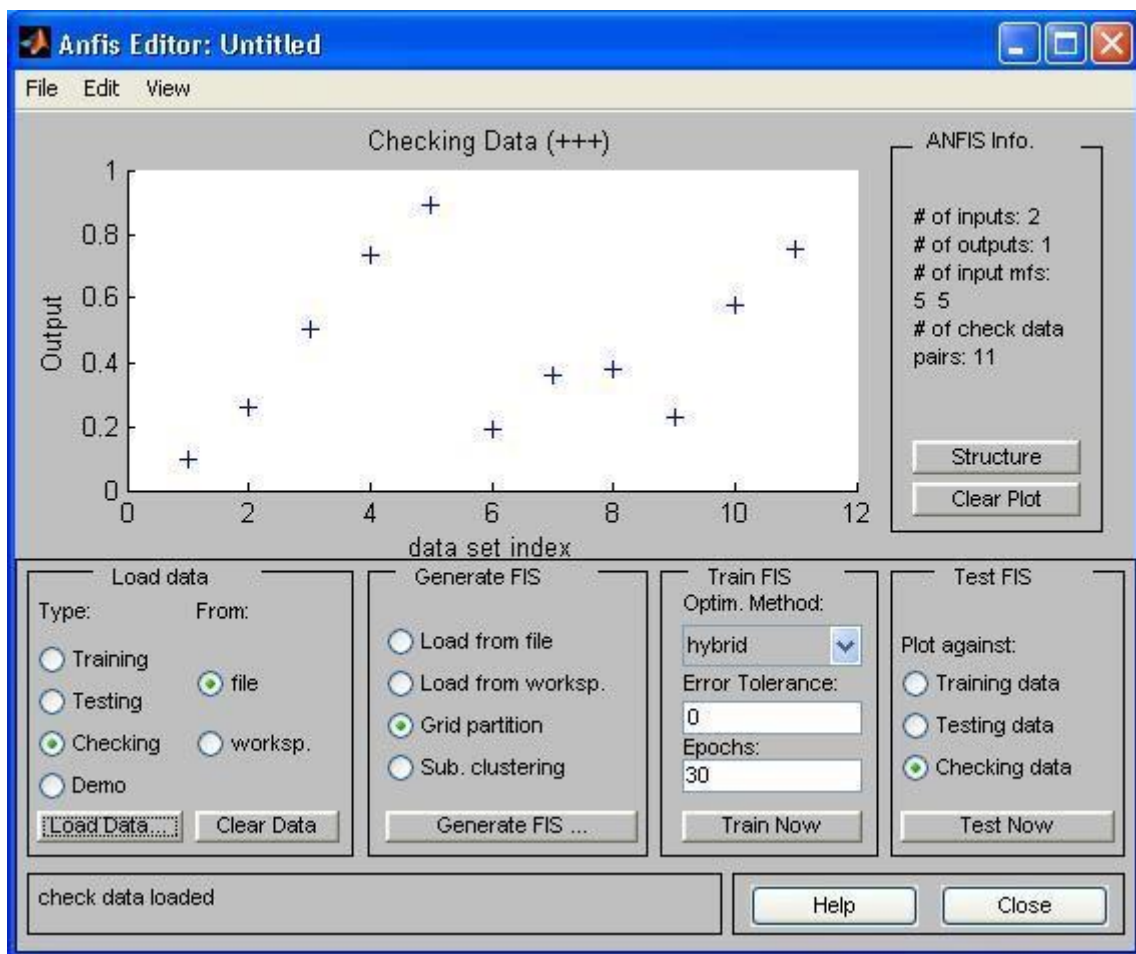 Anfis Editor: Untitled
File Edit View
Checking Data (+++)
1
0.8
0.6
0.4
0.2
0
Output
0 2 4 6 8 10 12
data set index
ANFIS Info.
# of inputs: 2
# of outputs: 1
# of input mfs:
5 5
# of check data
pairs: 11
Structure
Clear Plot
Load data
Type: From:
Training
Testing
Checking
Demo
file
worksp.
Load Data... Clear Data
Generate FIS
Load from file
Load from worksp.
Grid partition
Sub. clustering
Generate FIS ...
Train FIS
Optim. Method:
hybrid
Error Tolerance:
0
Epochs:
30
Train Now
Test FIS
Plot against:
Training data
Testing data
Checking data
Test Now
check data loaded
Help Close